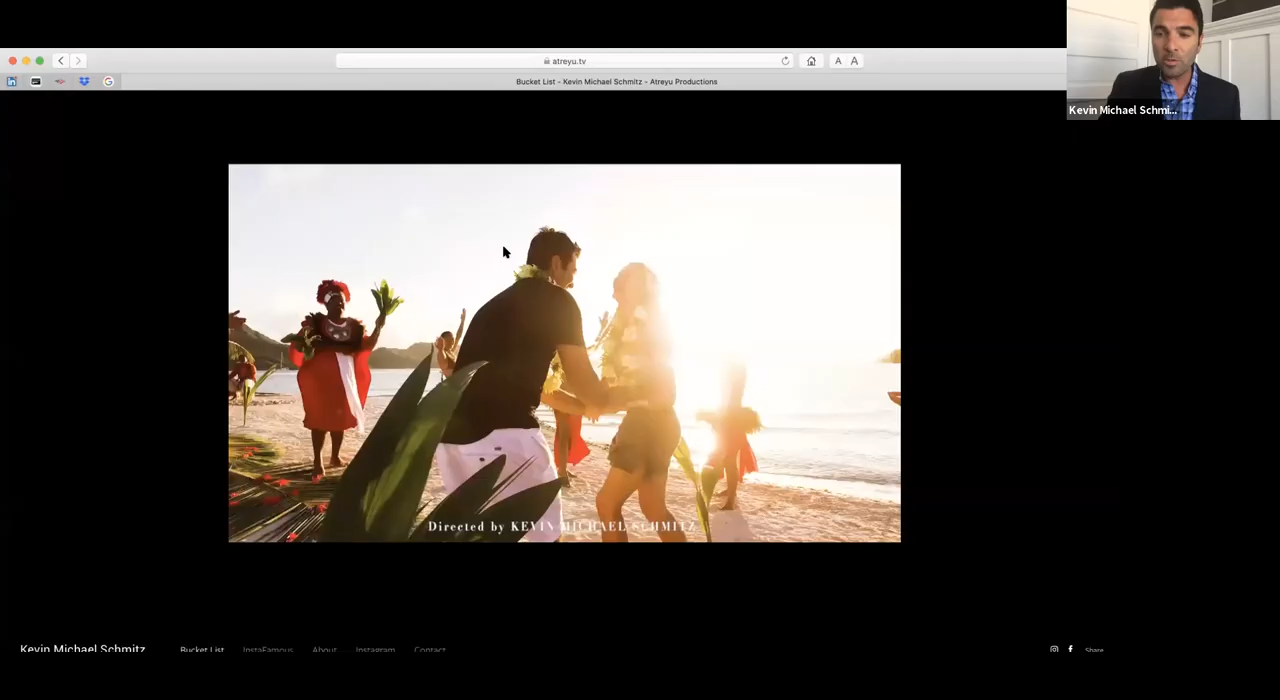 atreyu.tv
A A
Bucket List - Kevin Michael Schmitz - Atreyu Productions
Kevin Michael Schmi...
Directed by KEVIN MICHAEL SCHMITZ
Kevin Michael Schmitz Bucket List InstaFamous About Instagram Contact Share